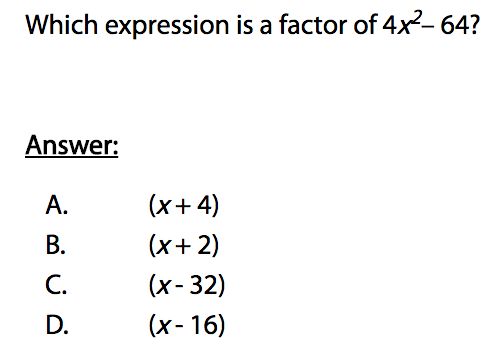 Which expression is a factor of 4x²– 64?
Answer:
A. (x + 4)
B. (x + 2)
C. (x - 32)
D. (x - 16)